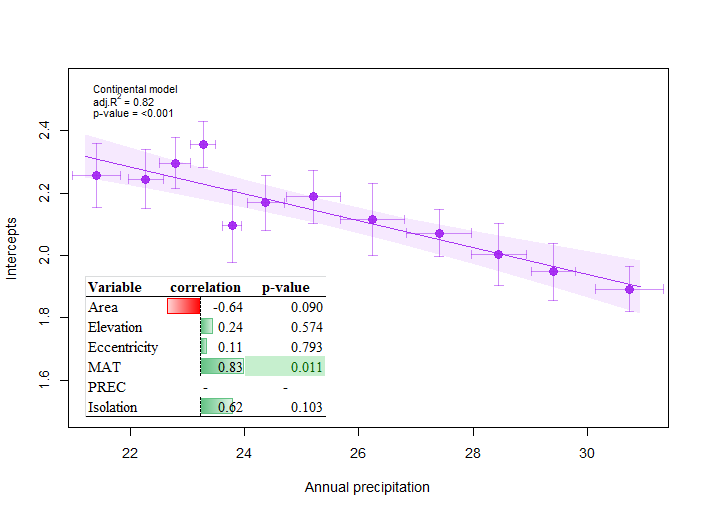 Continental model
adj.R² = 0.82
p-value = <0.001
2.4
2.2
2.0
1.8
1.6
Intercepts
Variable correlation p-value
Area -0.64 0.090
Elevation 0.24 0.574
Eccentricity 0.11 0.793
MAT 0.83 0.011
PREC - -
Isolation 0.62 0.103
22 24 26 28 30
Annual precipitation